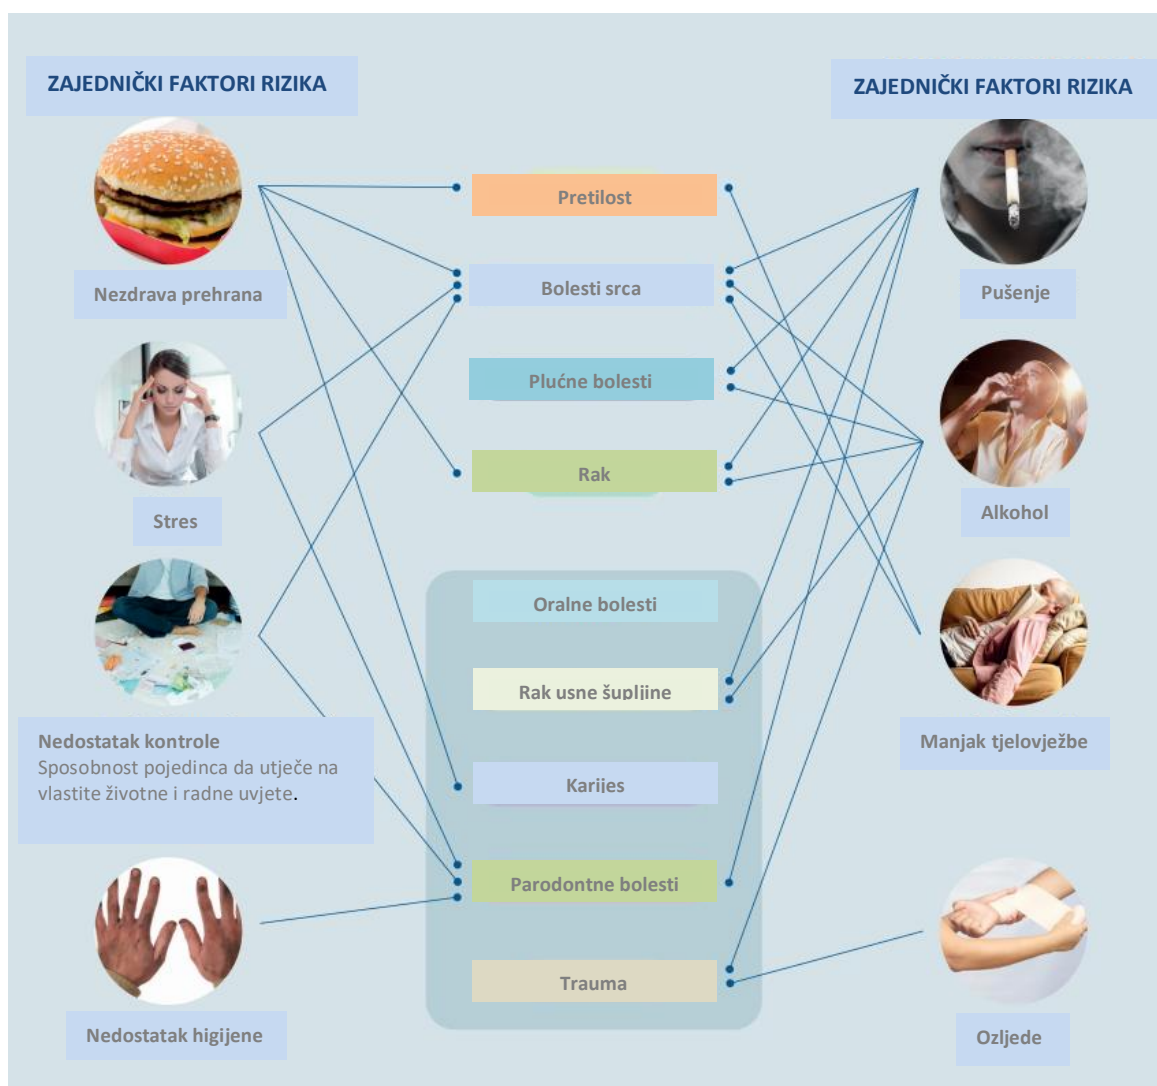 ZAJEDNIČKI FAKTORI RIZIKA
Nezdrava prehrana
Stres
Nedostatak kontrole
Sposobnost pojedinca da utječe na
vlastite životne i radne uvjete.
Nedostatak higijene
Pretilost
Bolesti srca
Plućne bolesti
Rak
Oralne bolesti
Rak usne šupljine
Karijes
Parodontne bolesti
Trauma
ZAJEDNIČKI FAKTORI RIZIKA
Pušenje
Alkohol
Manjak tjelovježbe
Ozljede